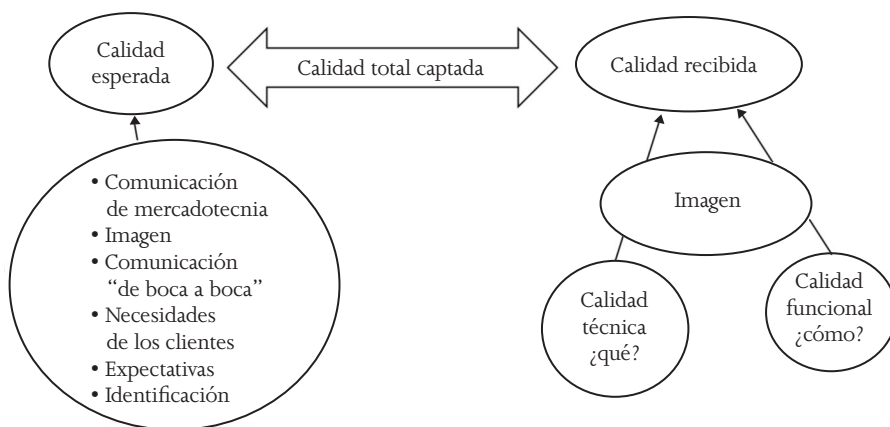 Calidad
esperada
Calidad total captada
Calidad recibida
• Comunicación
de mercadotecnia
• Imagen
• Comunicación
“de boca a boca”
• Necesidades
de los clientes
• Expectativas
• Identificación
Imagen
Calidad
técnica
¿qué?
Calidad
funcional
¿cómo?